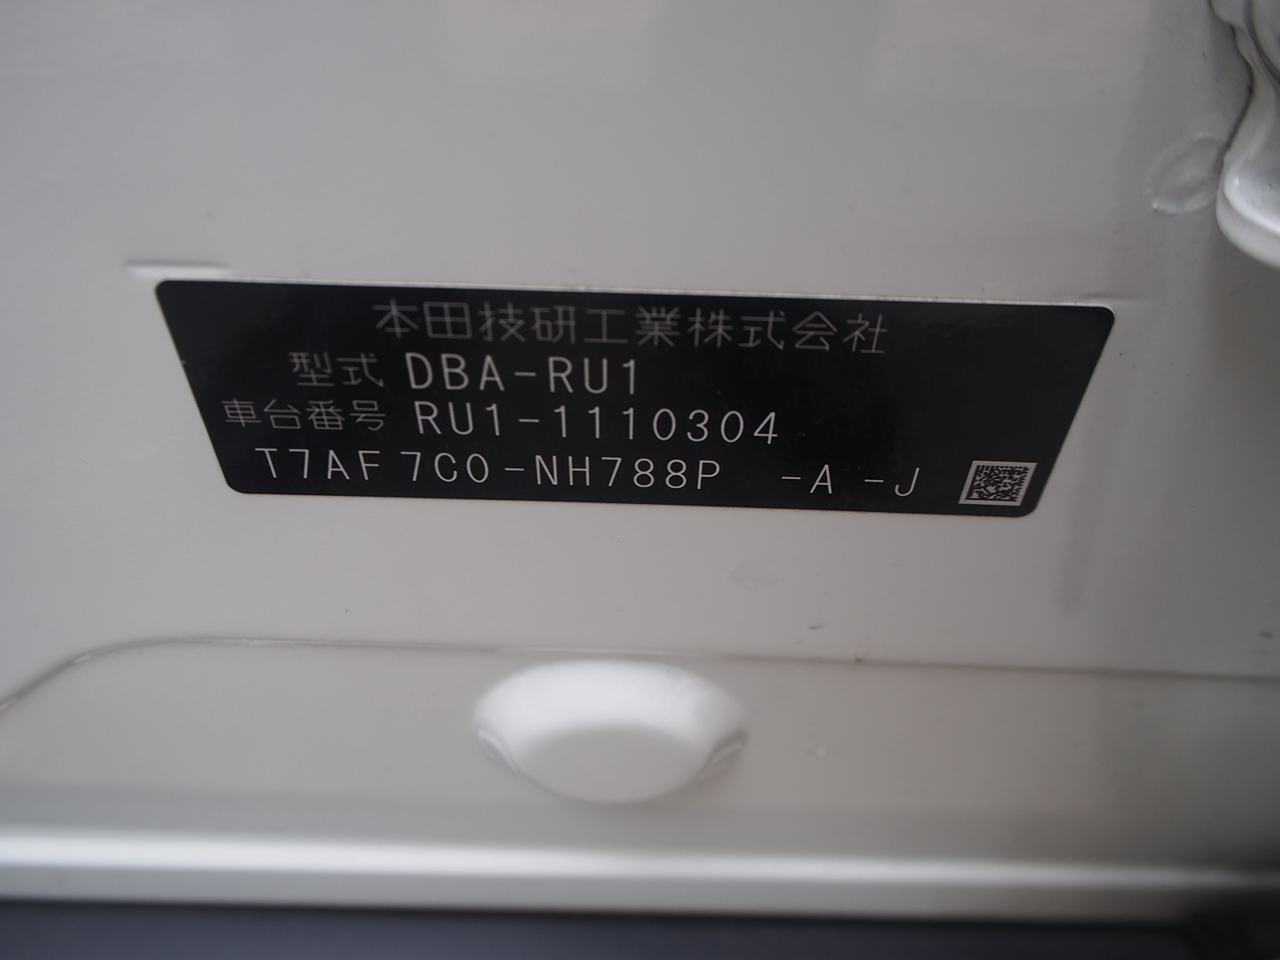 本田技研工業株式会社
型式 DBA-RU1
車台番号 RU1-1110304
T7AF7C0-NH788P -A -J